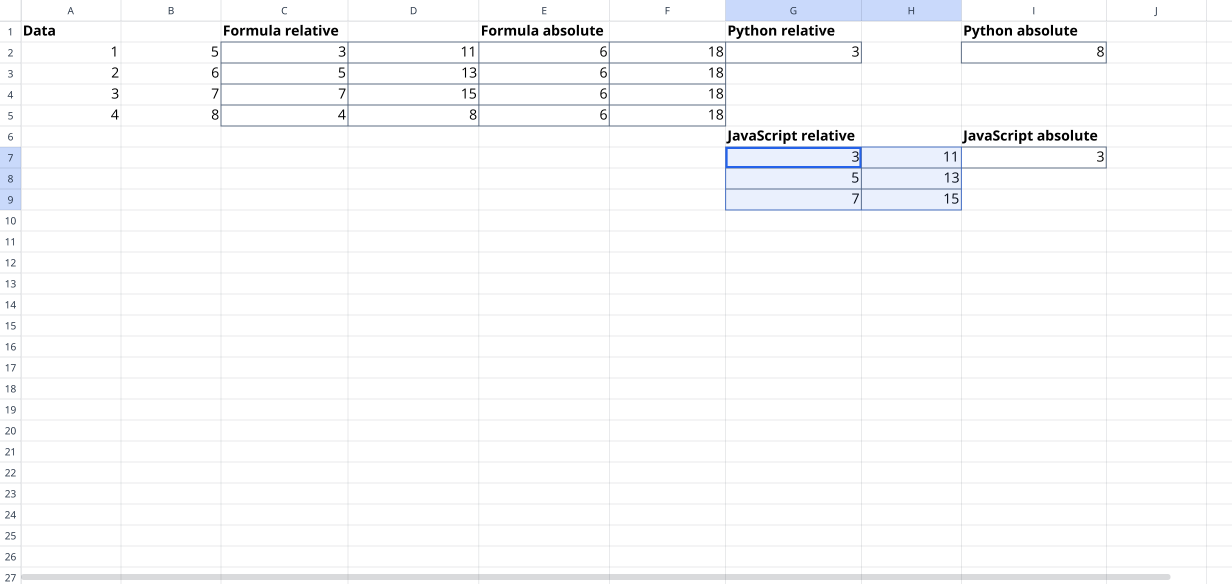 A B C D E F G H I J
1 Data Formula relative Formula absolute Python relative Python absolute
2 1 5 3 11 6 18 3 8
3 2 6 5 13 6 18
4 3 7 7 15 6 18
5 4 8 4 8 6 18
6 JavaScript relative JavaScript absolute
7 3 11 3
8 5 13
9 7 15
10
11
12
13
14
15
16
17
18
19
20
21
22
23
24
25
26
27